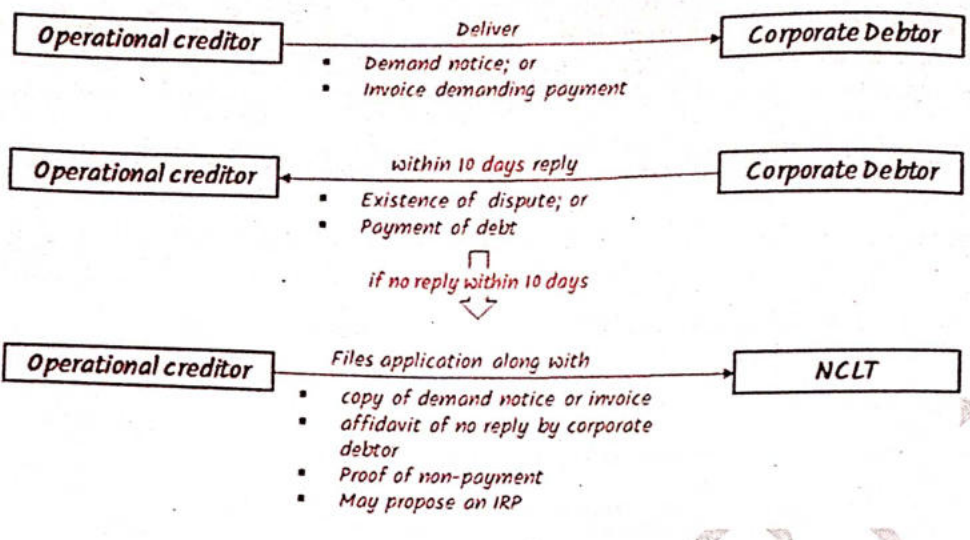 Operational creditor
Deliver
Corporate Debtor
▪ Demand notice; or
▪ Invoice demanding payment
Operational creditor
within 10 days reply
Corporate Debtor
▪ Existence of dispute; or
▪ Payment of debt
if no reply within 10 days
Operational creditor
Files application along with
NCLT
▪ copy of demand notice or invoice
▪ affidavit of no reply by corporate
debtor
▪ Proof of non-payment
▪ May propose an IRP